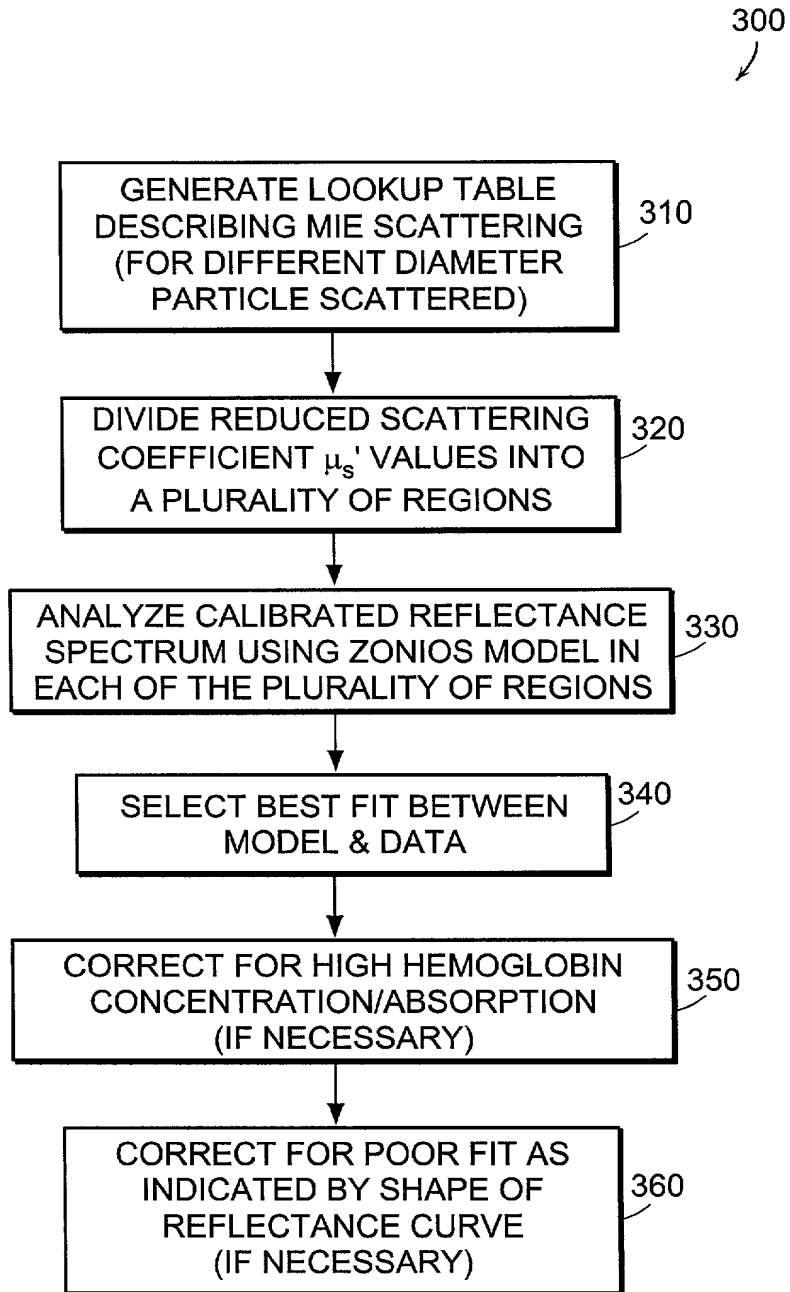 300
GENERATE LOOKUP TABLE
DESCRIBING MIE SCATTERING
(FOR DIFFERENT DIAMETER
PARTICLE SCATTERED)
310
DIVIDE REDUCED SCATTERING
COEFFICIENT μs' VALUES INTO
A PLURALITY OF REGIONS
320
ANALYZE CALIBRATED REFLECTANCE
SPECTRUM USING ZONIOS MODEL IN
EACH OF THE PLURALITY OF REGIONS
330
SELECT BEST FIT BETWEEN
MODEL & DATA
340
CORRECT FOR HIGH HEMOGLOBIN
CONCENTRATION/ABSORPTION
(IF NECESSARY)
350
CORRECT FOR POOR FIT AS
INDICATED BY SHAPE OF
REFLECTANCE CURVE
(IF NECESSARY)
360